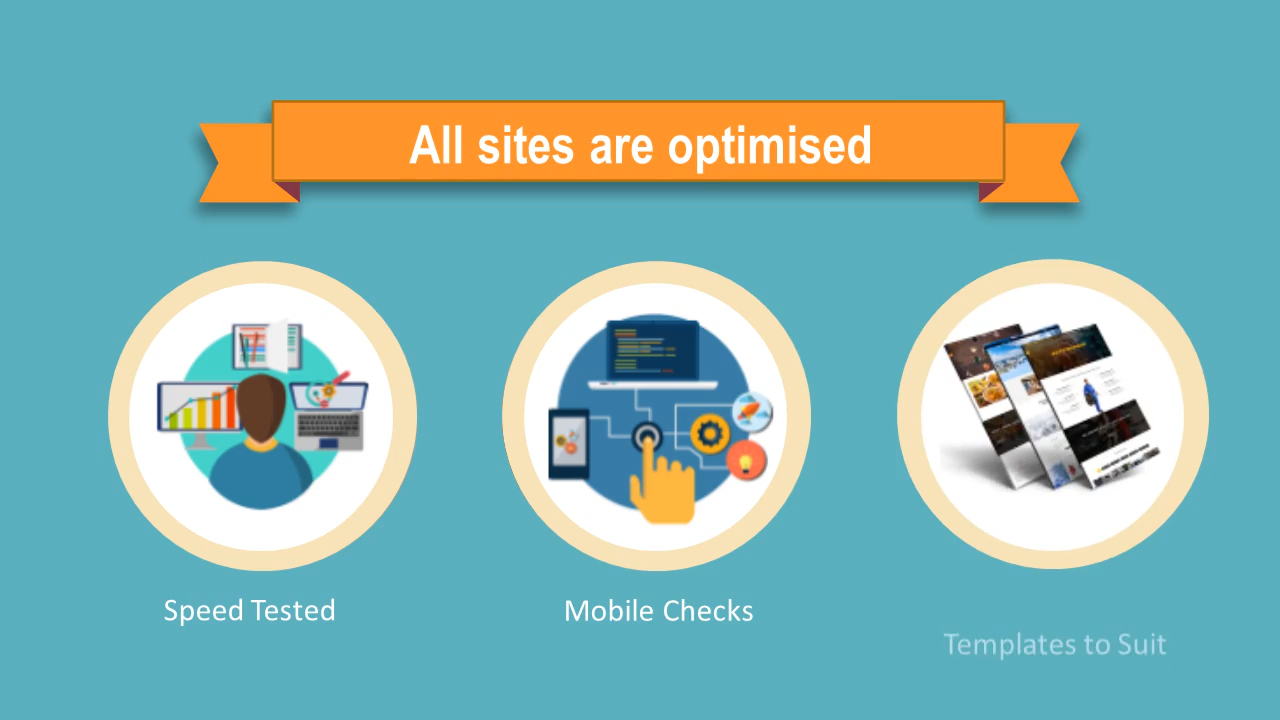 All sites are optimised
Speed Tested
Mobile Checks
Templates to Suit